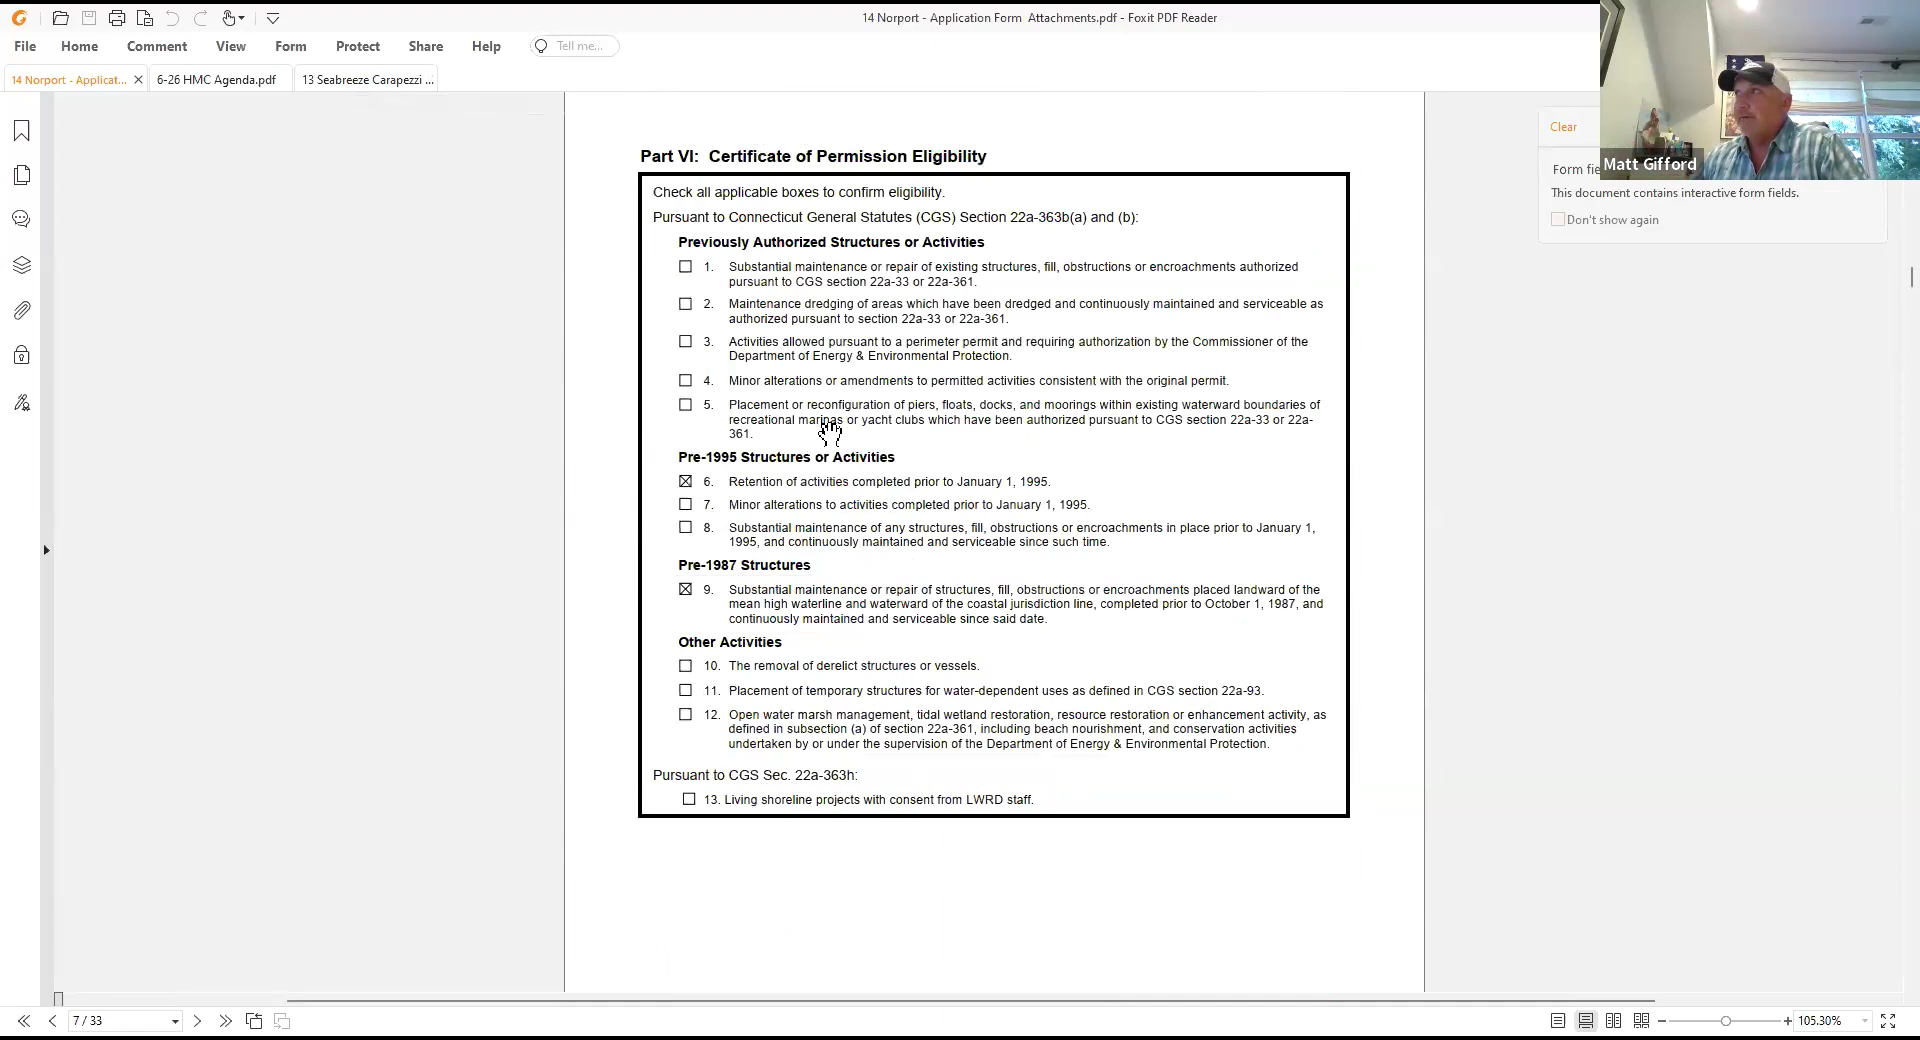 14 Norport - Application Form Attachments.pdf - Foxit PDF Reader
File Home Comment View Form Protect Share Help Tell me...
14 Norport - Applicat... 6-26 HMC Agenda.pdf 13 Seabreeze Carapezzi ...
Matt Gifford
Clear
Form fie
This document contains interactive form fields.
Don't show again
Part VI: Certificate of Permission Eligibility
Check all applicable boxes to confirm eligibility.
Pursuant to Connecticut General Statutes (CGS) Section 22a-363b(a) and (b):
Previously Authorized Structures or Activities
1. Substantial maintenance or repair of existing structures, fill, obstructions or encroachments authorized
pursuant to CGS section 22a-33 or 22a-361.
2. Maintenance dredging of areas which have been dredged and continuously maintained and serviceable as
authorized pursuant to section 22a-33 or 22a-361.
3. Activities allowed pursuant to a perimeter permit and requiring authorization by the Commissioner of the
Department of Energy & Environmental Protection.
4. Minor alterations or amendments to permitted activities consistent with the original permit.
5. Placement or reconfiguration of piers, floats, docks, and moorings within existing waterward boundaries of
recreational marinas or yacht clubs which have been authorized pursuant to CGS section 22a-33 or 22a-
361.
Pre-1995 Structures or Activities
6. Retention of activities completed prior to January 1, 1995.
7. Minor alterations to activities completed prior to January 1, 1995.
8. Substantial maintenance of any structures, fill, obstructions or encroachments in place prior to January 1,
1995, and continuously maintained and serviceable since such time.
Pre-1987 Structures
9. Substantial maintenance or repair of structures, fill, obstructions or encroachments placed landward of the
mean high waterline and waterward of the coastal jurisdiction line, completed prior to October 1, 1987, and
continuously maintained and serviceable since said date.
Other Activities
10. The removal of derelict structures or vessels.
11. Placement of temporary structures for water-dependent uses as defined in CGS section 22a-93.
12. Open water marsh management, tidal wetland restoration, resource restoration or enhancement activity, as
defined in subsection (a) of section 22a-361, including beach nourishment, and conservation activities
undertaken by or under the supervision of the Department of Energy & Environmental Protection.
Pursuant to CGS Sec. 22a-363h:
13. Living shoreline projects with consent from LWRD staff.
7 / 33
105.30%